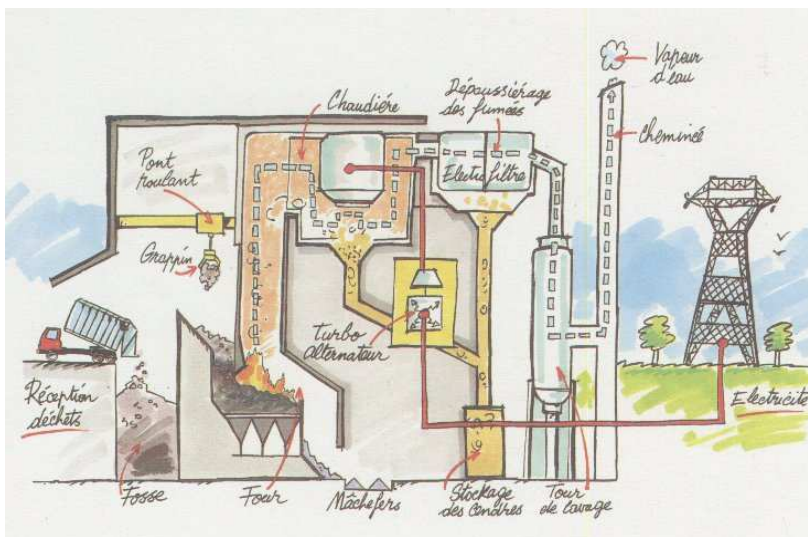 Vapeur
d'eau
Dépoussiérage
des fumées
Chaudière
Cheminée
Pont
roulant
Electrofiltre
Grappin
Turbo
Alternateur
Réception
déchets
Electricité
Fosse
Four
Mâchefers
Stockage
des Cendres
Tour
de lavage